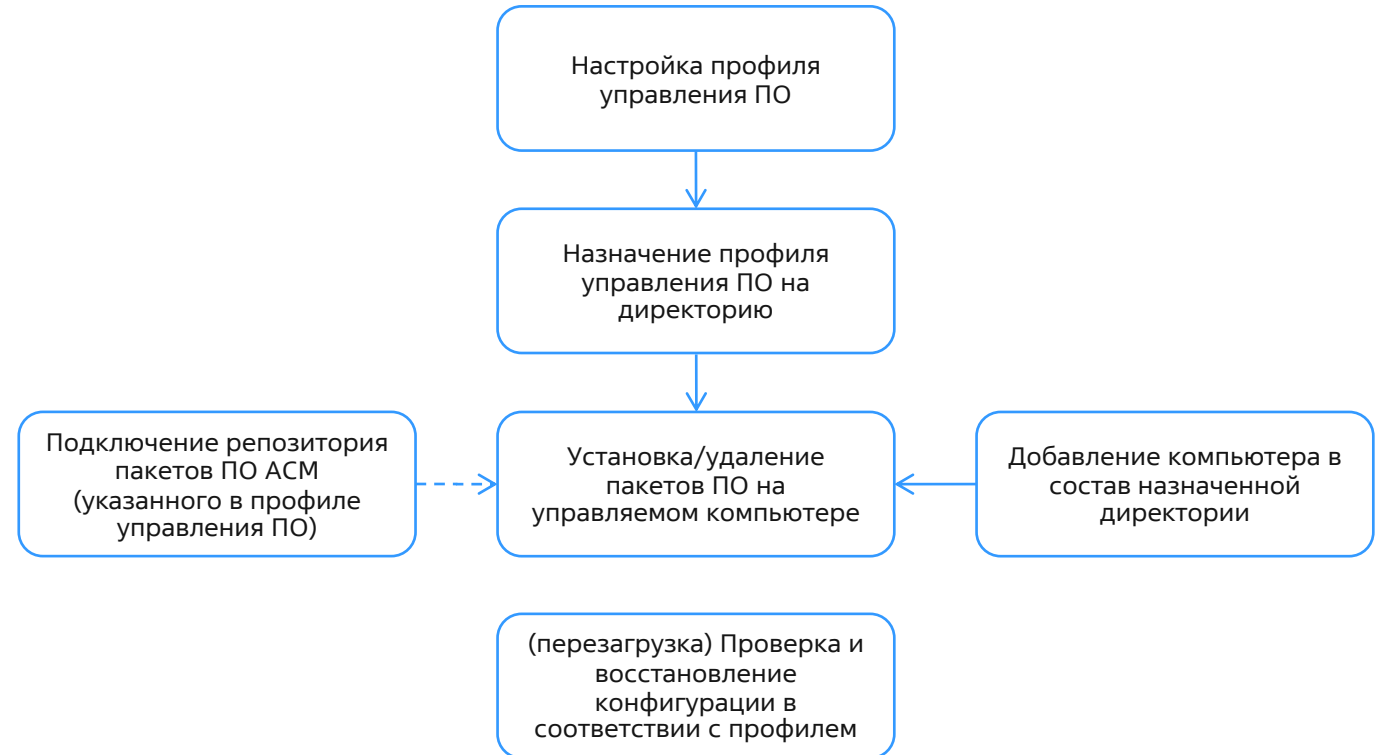 Настройка профиля
управления ПО
Назначение профиля
управления ПО на
директорию
Подключение репозитория
пакетов ПО ACM
(указанного в профиле
управления ПО)
Установка/удаление
пакетов ПО на
управляемом компьютере
Добавление компьютера в
состав назначенной
директории
(перезагрузка) Проверка и
восстановление
конфигурации в
соответствии с профилем